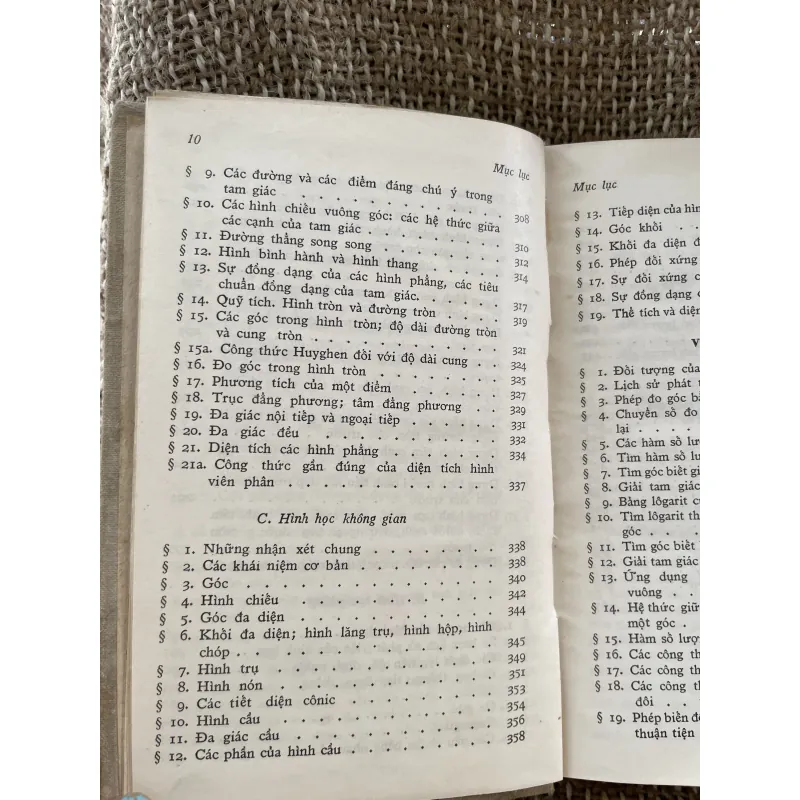 10
Mục lục
§ 9. Các đường và các điểm đáng chú ý trong
tam giác . . . . . . . . . . . 308
§ 10. Các hình chiều vuông góc: các hệ thức giữa
các cạnh của tam giác . . . . . . . . 310
§ 11. Đường thẳng song song . . . . . . . . 312
§ 12. Hình bình hành và hình thang . . . . . . 314
§ 13. Sự đồng dạng của các hình phẳng, các tiêu
chuẩn đồng dạng của tam giác. . . . . . 317
§ 14. Quỹ tích. Hình tròn và đường tròn . . . . . 319
§ 15. Các góc trong hình tròn; độ dài đường tròn
và cung tròn . . . . . . . . . . 321
§ 15a. Công thức Huyghen đối với độ dài cung . . . 324
§ 16. Đo góc trong hình tròn . . . . . . . . 325
§ 17. Phương tích của một điểm . . . . . . . 327
§ 18. Trục đẳng phương; tâm đẳng phương . . . . 329
§ 19. Đa giác nội tiếp và ngoại tiếp . . . . . . 331
§ 20. Đa giác đều . . . . . . . . . . 332
§ 21. Diện tích các hình phẳng . . . . . . . 334
§ 21a. Công thức gần đúng của diện tích hình
viên phân . . . . . . . . . . . 337
C. Hình học không gian
§ 1. Những nhận xét chung . . . . . . . . 338
§ 2. Các khái niệm cơ bản . . . . . . . . 338
§ 3. Góc . . . . . . . . . . . . . 340
§ 4. Hình chiếu . . . . . . . . . . . 342
§ 5. Góc đa diện . . . . . . . . . . . 344
§ 6. Khối đa diện; hình lăng trụ, hình hộp, hình
chóp . . . . . . . . . . . . . 345
§ 7. Hình trụ . . . . . . . . . . . . 349
§ 8. Hình nón . . . . . . . . . . . . 351
§ 9. Các tiết diện cônic . . . . . . . . . 353
§ 10. Hình cầu . . . . . . . . . . . . 354
§ 11. Đa giác cầu . . . . . . . . . . . 356
§ 12. Các phần của hình cầu . . . . . . . . 358
Mục lục
§ 13. Tiếp diện của hìn
§ 14. Góc khối . .
§ 15. Khối đa diện đ
§ 16. Phép đối xứng
§ 17. Sự đối xứng c
§ 18. Sự đồng dạng c
§ 19. Thể tích và diện
V
§ 1. Đối tượng của
§ 2. Lịch sử phát t
§ 3. Phép đo góc bằ
§ 4. Chuyển số đo
lại . . . .
§ 5. Các hàm số lư
§ 6. Tìm hàm số
§ 7. Tìm góc biết gi
§ 8. Giải tam giác
§ 9. Bảng lôgarit c
§ 10. Tìm lôgarit th
góc . . .
§ 11. Tìm góc biết
§ 12. Giải tam giác
§ 13. Ứng dụng
vuông . .
§ 14. Hệ thức giữ
một góc .
§ 15. Hàm số lượ
§ 16. Các công th
§ 17. Các công th
§ 18. Các công th
đôi . .
§ 19. Phép biến đổ
thuận tiện